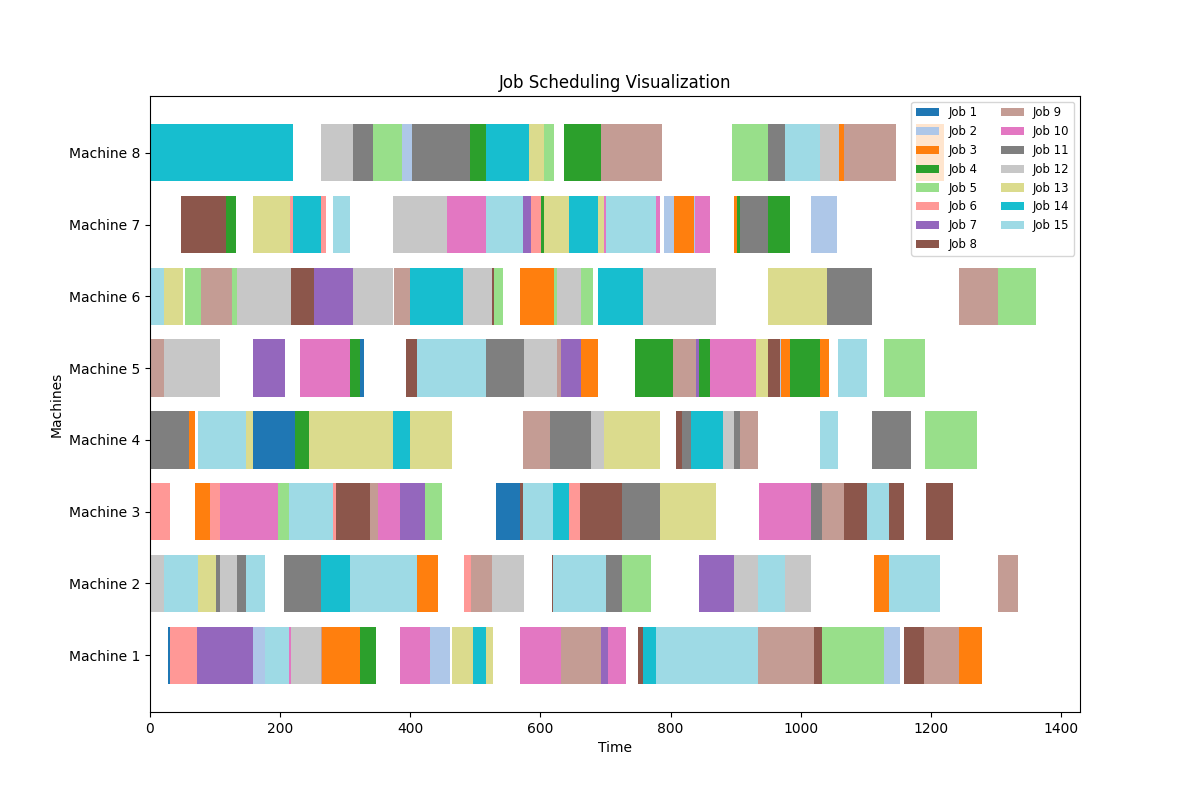 Job Scheduling Visualization
Machine 8
Machine 7
Machine 6
Machine 5
Machine 4
Machine 3
Machine 2
Machine 1
Machines
0 200 400 600 800 1000 1200 1400
Time
Job 1
Job 2
Job 3
Job 4
Job 5
Job 6
Job 7
Job 8
Job 9
Job 10
Job 11
Job 12
Job 13
Job 14
Job 15